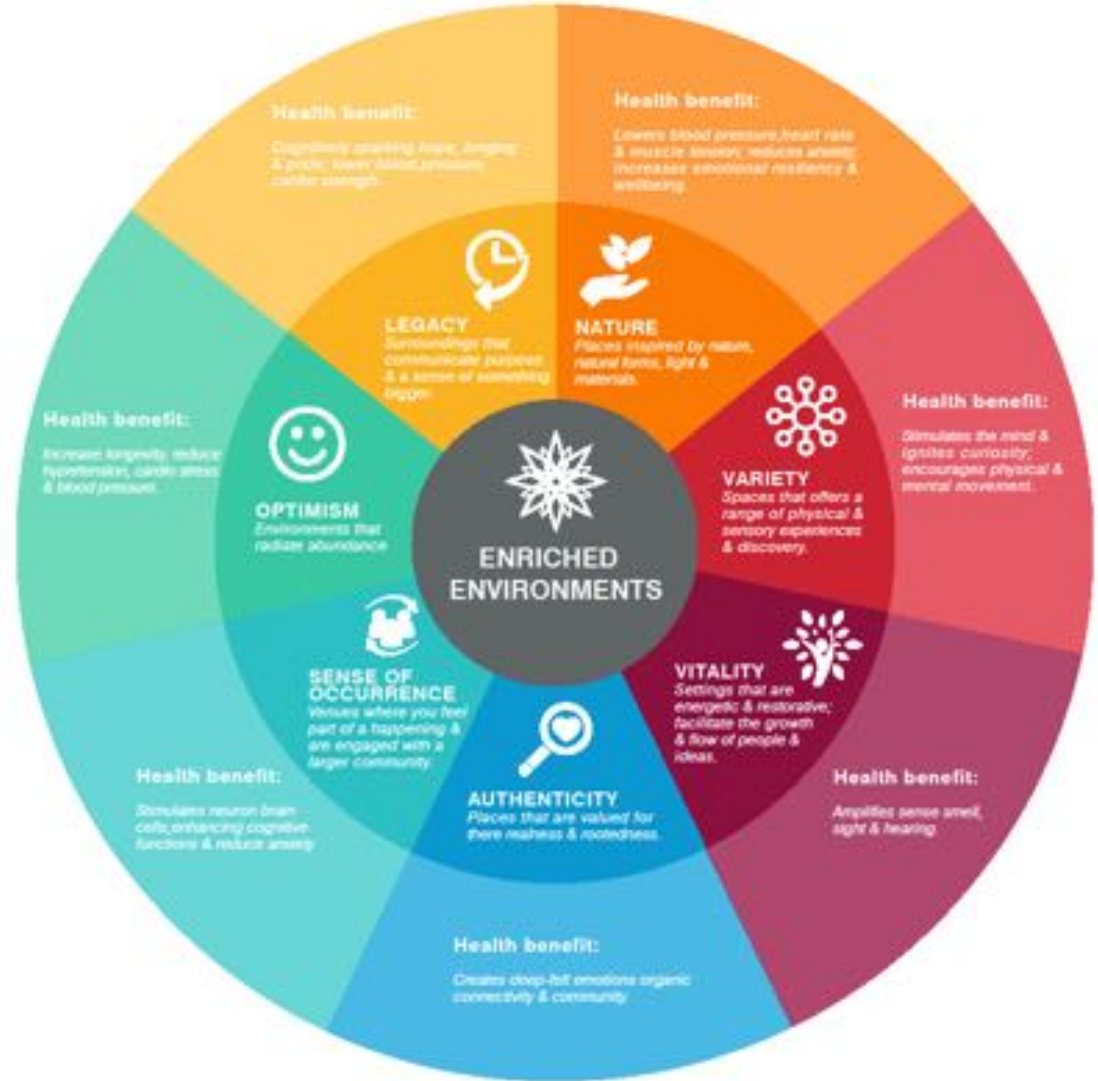 ENRICHED
ENVIRONMENTS
NATURE
Places inspired by nature,
natural forms, light &
materials.
Health benefit:
Lowers blood pressure,heart rate
& muscle tension; reduces anxiety
increases emotional resiliency &
wellbeing.
VARIETY
Spaces that offers a
range of physical &
sensory experiences
& discovery.
Health benefit:
Stimulates the mind &
ignites curiosity;
encourages physical &
mental movement.
VITALITY
Settings that are
energetic & restorative;
facilitate the growth
& flow of people &
ideas.
Health benefit:
Amplifies sense smell,
sight & hearing
AUTHENTICITY
Places that are valued for
there realness & rootedness.
Health benefit:
Creates deep-felt emotions organic
connectivity & community
SENSE OF
OCCURRENCE
Venues where you feel
part of a happening &
are engaged with a
larger community.
Health benefit:
Stimulates neuron brain
cells,enhancing cognitive
functions & reduce anxiety
OPTIMISM
Environments that
radiate abundance
Health benefit:
Increase longevity, reduce
hypertension, cardio stress
& blood pressure.
LEGACY
Surroundings that
communicate purpose
& a sense of something
bigger.
Health benefit:
Cognitively sparking hope, longing
& pride; lower blood pressure,
cardio strength.